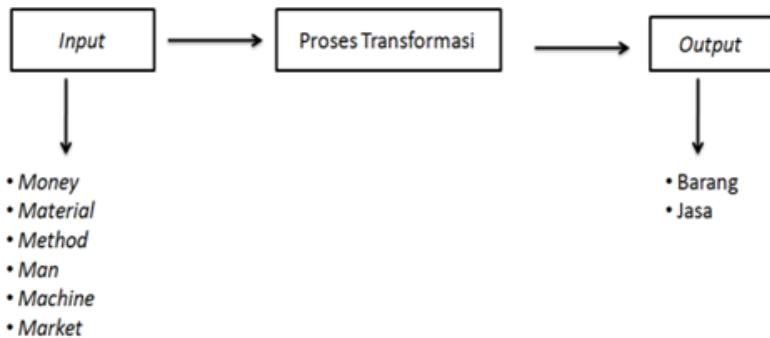 Input
Proses Transformasi
Output
• Money
• Material
• Method
• Man
• Machine
• Market
• Barang
• Jasa